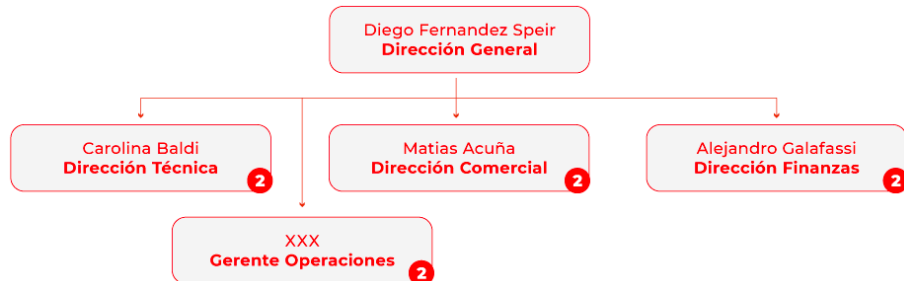 Diego Fernandez Speir
Dirección General
Carolina Baldi
Dirección Técnica
2
Matias Acuña
Dirección Comercial
2
Alejandro Galafassi
Dirección Finanzas
2
XXX
Gerente Operaciones
2